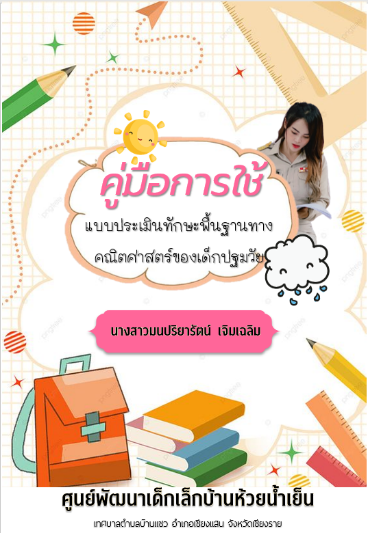 คู่มือการใช้
แบบประเมินทักษะพื้นฐานทาง
คณิตศาสตร์ของเด็กปฐมวัย
นางสาวมนปริยารัตน์ เจิมเฉลิม
ศูนย์พัฒนาเด็กเล็กบ้านห้วยน้ำเย็น
เทศบาลตำบลบ้านแซว อำเภอเชียงแสน จังหวัดเชียงราย